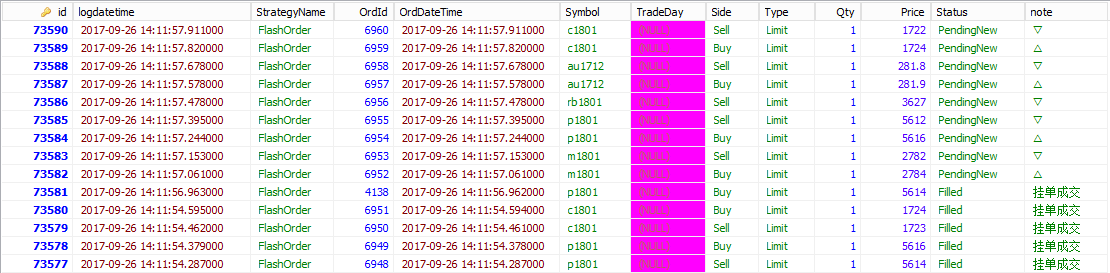 id logdatetime StrategyName OrdId OrdDateTime Symbol TradeDay Side Type Qty Price Status note
73590 2017-09-26 14:11:57.911000 FlashOrder 6960 2017-09-26 14:11:57.911000 c1801 (NULL) Sell Limit 1 1722 PendingNew ▽
73589 2017-09-26 14:11:57.820000 FlashOrder 6959 2017-09-26 14:11:57.820000 c1801 (NULL) Buy Limit 1 1724 PendingNew △
73588 2017-09-26 14:11:57.678000 FlashOrder 6958 2017-09-26 14:11:57.678000 au1712 (NULL) Sell Limit 1 281.8 PendingNew ▽
73587 2017-09-26 14:11:57.578000 FlashOrder 6957 2017-09-26 14:11:57.578000 au1712 (NULL) Buy Limit 1 281.9 PendingNew △
73586 2017-09-26 14:11:57.478000 FlashOrder 6956 2017-09-26 14:11:57.478000 rb1801 (NULL) Sell Limit 1 3627 PendingNew ▽
73585 2017-09-26 14:11:57.395000 FlashOrder 6955 2017-09-26 14:11:57.395000 p1801 (NULL) Sell Limit 1 5612 PendingNew ▽
73584 2017-09-26 14:11:57.244000 FlashOrder 6954 2017-09-26 14:11:57.244000 p1801 (NULL) Buy Limit 1 5616 PendingNew △
73583 2017-09-26 14:11:57.153000 FlashOrder 6953 2017-09-26 14:11:57.153000 m1801 (NULL) Sell Limit 1 2782 PendingNew ▽
73582 2017-09-26 14:11:57.061000 FlashOrder 6952 2017-09-26 14:11:57.061000 m1801 (NULL) Buy Limit 1 2784 PendingNew △
73581 2017-09-26 14:11:56.963000 FlashOrder 4138 2017-09-26 14:11:56.962000 p1801 (NULL) Buy Limit 1 5614 Filled 挂单成交
73580 2017-09-26 14:11:54.594000 FlashOrder 6951 2017-09-26 14:11:54.594000 c1801 (NULL) Buy Limit 1 1724 Filled 挂单成交
73579 2017-09-26 14:11:54.462000 FlashOrder 6950 2017-09-26 14:11:54.461000 c1801 (NULL) Sell Limit 1 1723 Filled 挂单成交
73578 2017-09-26 14:11:54.379000 FlashOrder 6949 2017-09-26 14:11:54.378000 p1801 (NULL) Buy Limit 1 5616 Filled 挂单成交
73577 2017-09-26 14:11:54.287000 FlashOrder 6948 2017-09-26 14:11:54.287000 p1801 (NULL) Sell Limit 1 5614 Filled 挂单成交